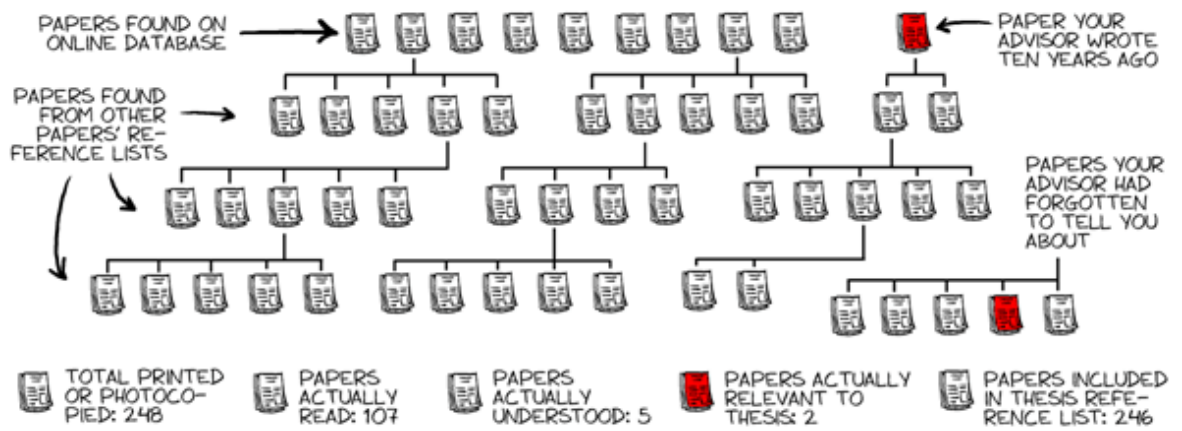 PAPERS FOUND ON
ONLINE DATABASE
PAPER YOUR
ADVISOR WROTE
TEN YEARS AGO
PAPERS FOUND
FROM OTHER
PAPERS' RE-
FERENCE LISTS
PAPERS YOUR
ADVISOR HAD
FORGOTTEN
TO TELL YOU
ABOUT
TOTAL PRINTED
OR PHOTOCO-
PIED: 248
PAPERS
ACTUALLY
READ: 107
PAPERS
ACTUALLY
UNDERSTOOD: 5
PAPERS ACTUALLY
RELEVANT TO
THESIS: 2
PAPERS INCLUDED
IN THESIS REFE-
RENCE LIST: 246